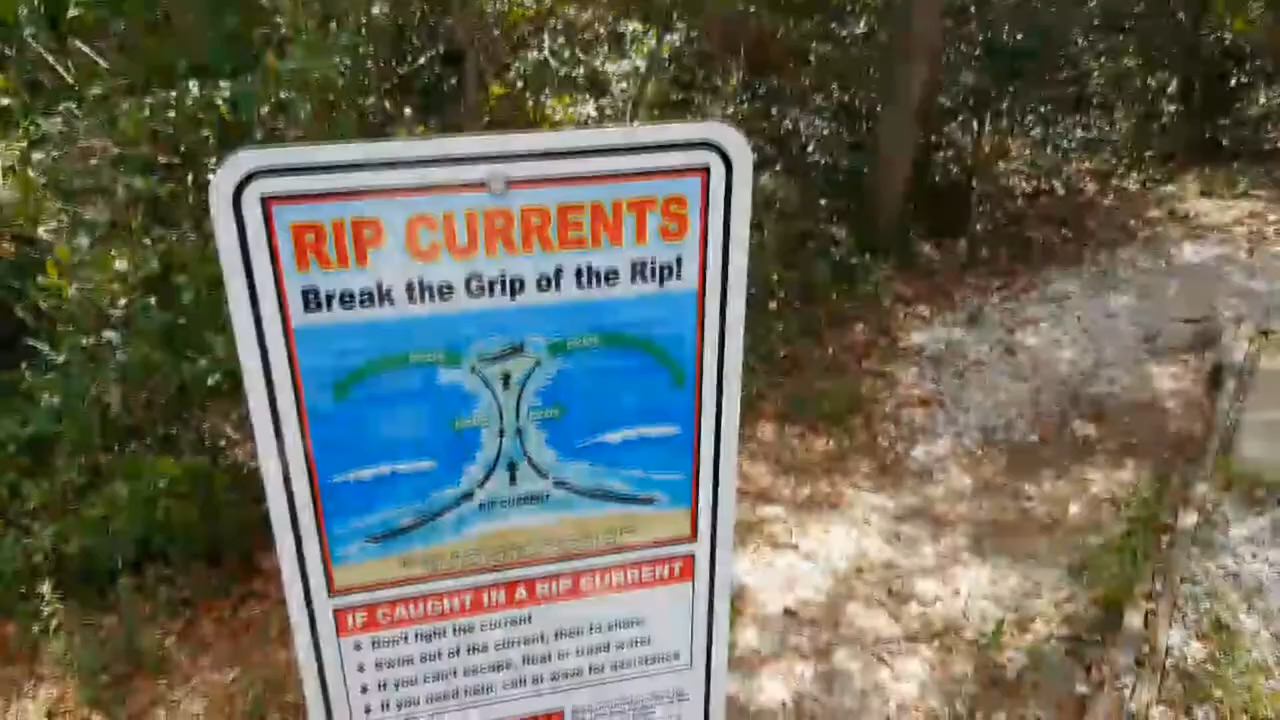 RIP CURRENTS
Break the Grip of the Rip!
RIP CURRENT
IF CAUGHT IN A RIP CURRENT
Don't fight the current
Swim out of the current, then to shore
If you can't escape, float or tread water
If you need help, call or wave for assistance